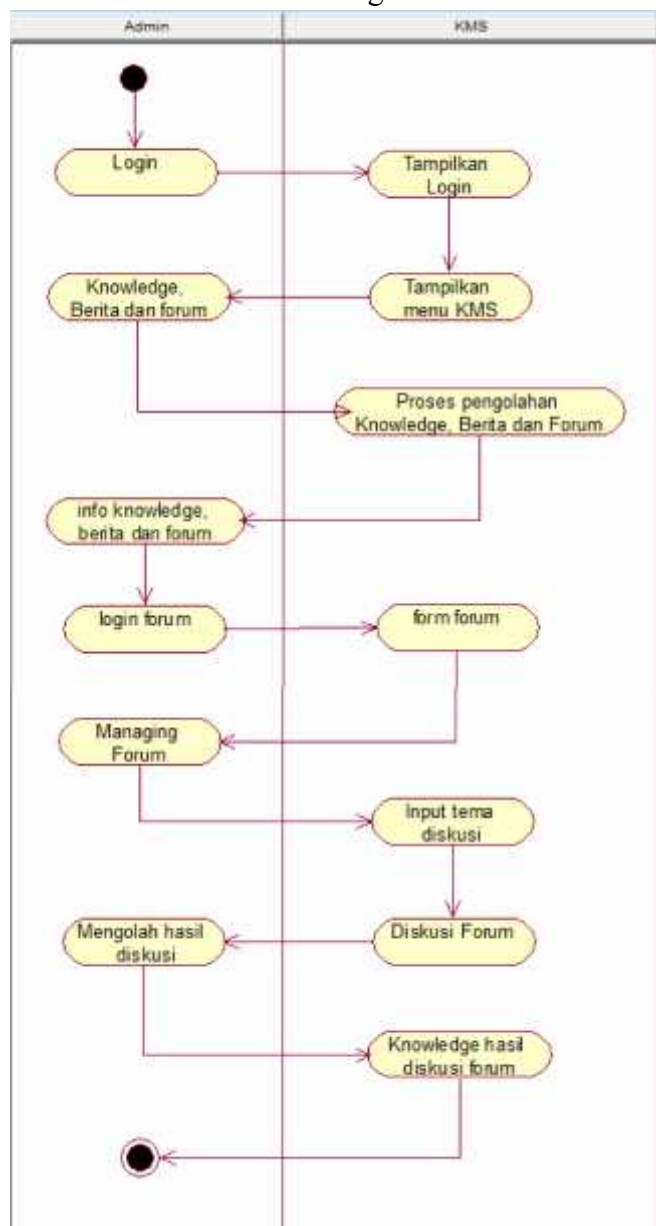 g
Admin
KMS
Login
Tampilkan
Login
Tampilkan
menu KMS
Knowledge,
Berita dan forum
Proses pengolahan
Knowledge, Berita dan Forum
info knowledge,
berita dan forum
login forum
form forum
Managing
Forum
Input tema
diskusi
Diskusi Forum
Mengolah hasil
diskusi
Knowledge hasil
diskusi forum